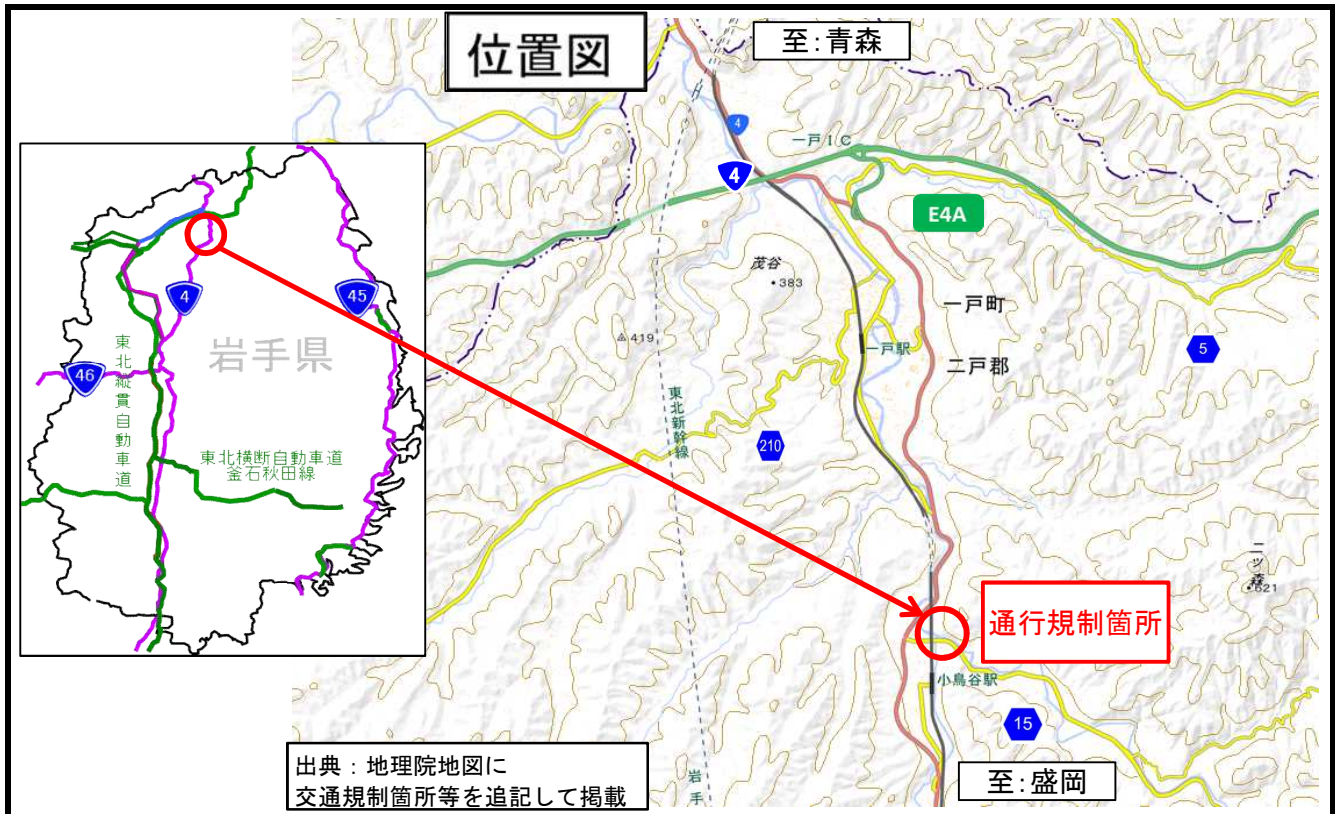 位置図
至:青森
4
一戸IC
4
E4A
茂谷
・383
419
一戸町
二戸郡
一戸駅
5
東北新幹線
210
4
45
岩手県
46
東北縦貫自動車道
東北横断自動車道
釜石秋田線
二ツ森
621
通行規制箇所
小鳥谷駅
15
出典：地理院地図に
交通規制箇所等を追記して掲載
岩手
至:盛岡